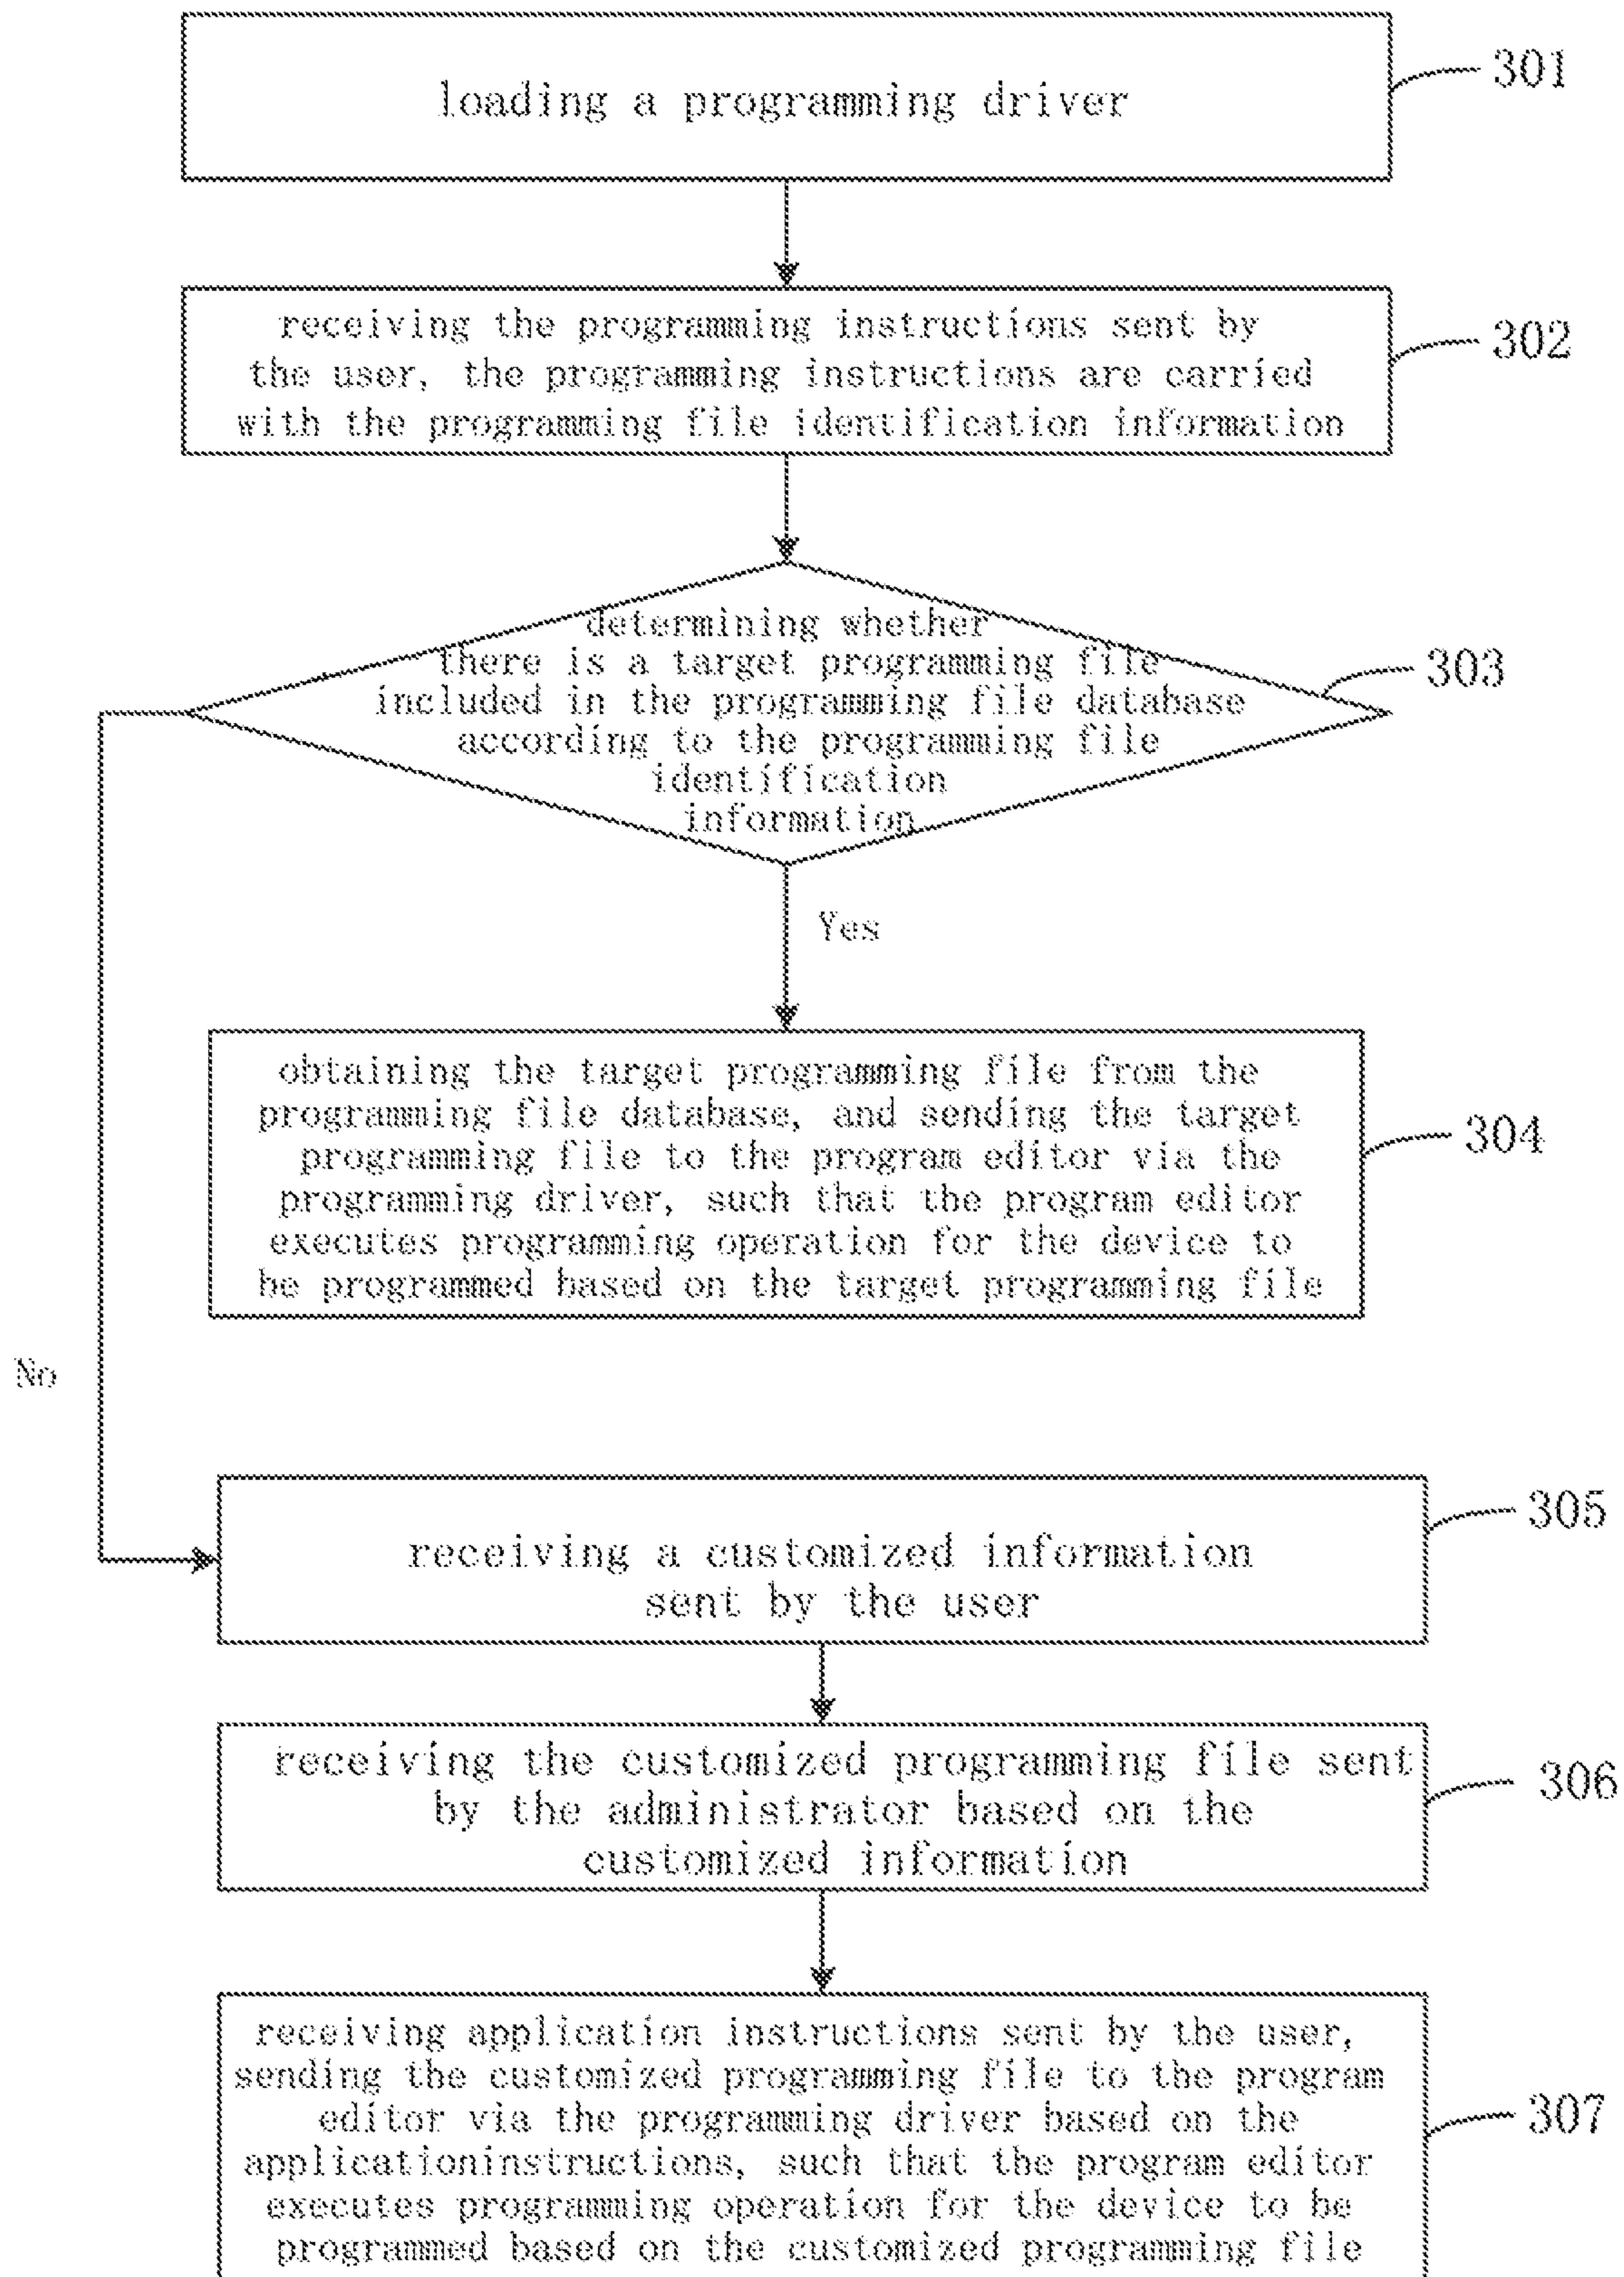 loading a programming driver
301
receiving the programming instructions sent by
the user, the programming instructions are carried
with the programming file identification information
302
determining whether
there is a target programming file
included in the programming file database
according to the programming file
identification
information
303
Yes
obtaining the target programming file from the
programming file database, and sending the target
programming file to the program editor via the
programming driver, such that the program editor
executes programming operation for the device to
be programmed based on the target programming file
304
No
receiving a customized information
sent by the user
305
receiving the customized programming file sent
by the administrator based on the
customized information
306
receiving application instructions sent by the user,
sending the customized programming file to the program
editor via the programming driver based on the
applicationinstructions, such that the program editor
executes programming operation for the device to be
programmed based on the customized programming file
307